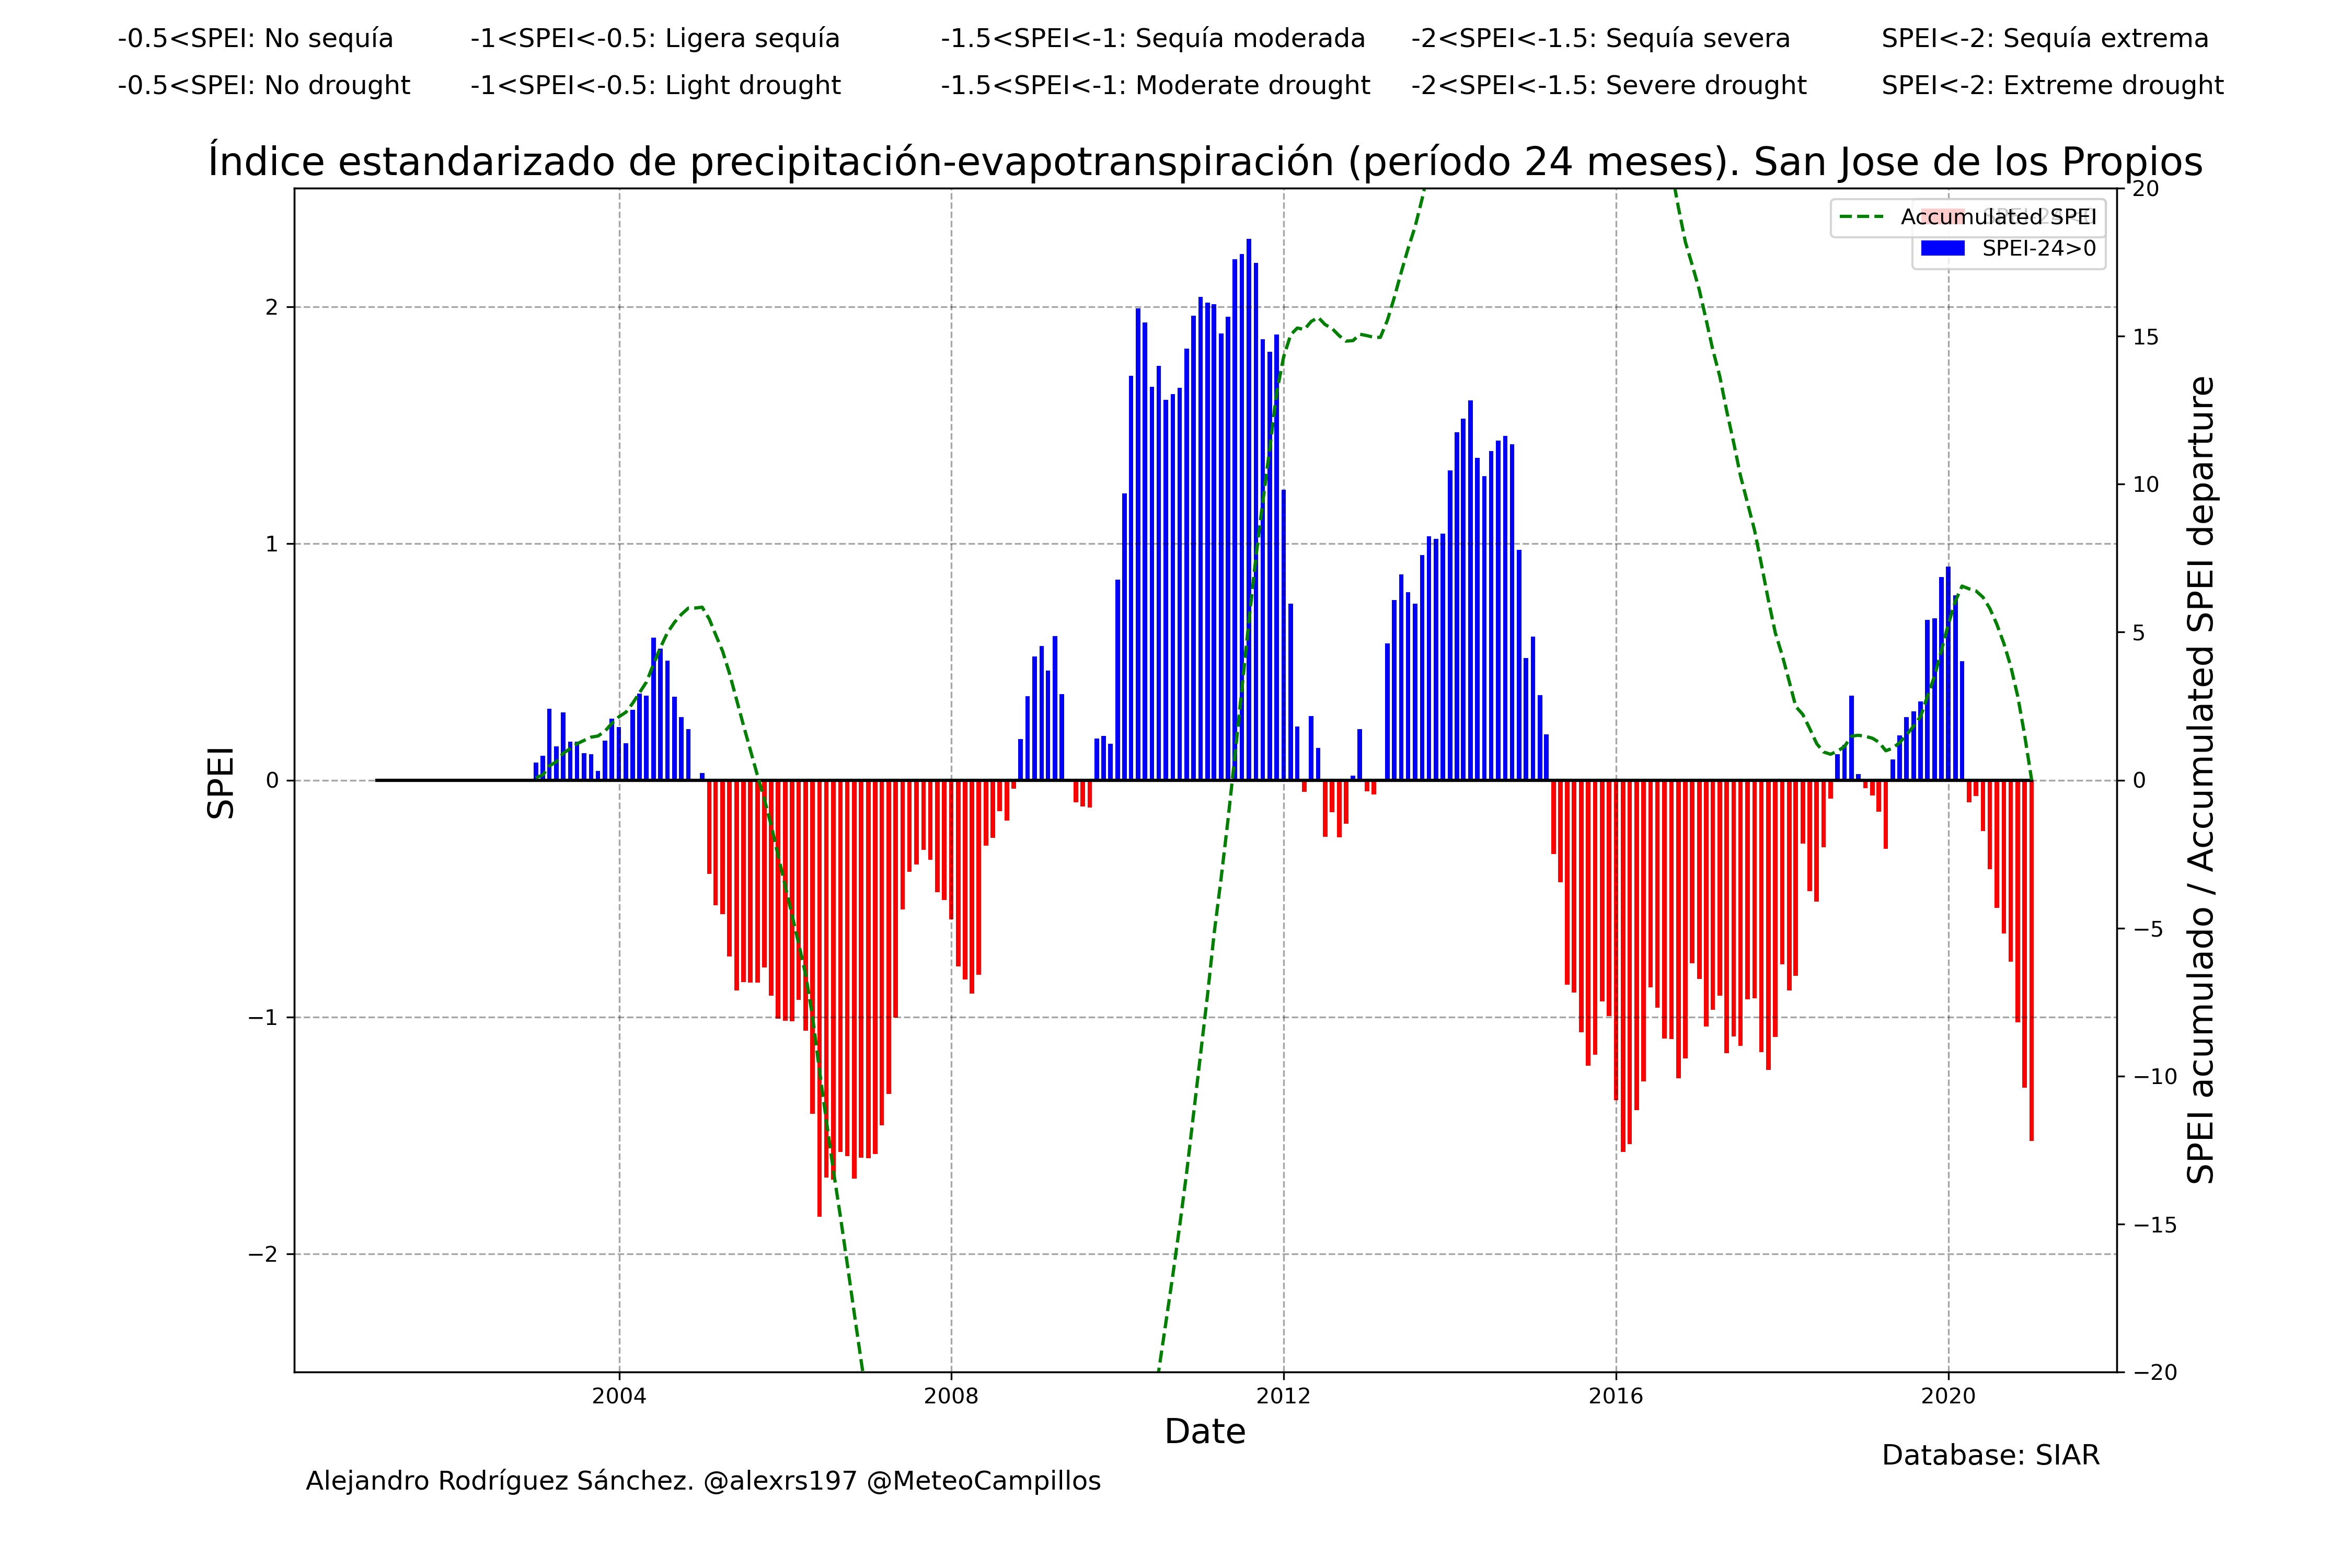 -0.5<SPEI: No sequía -1<SPEI<-0.5: Ligera sequía -1.5<SPEI<-1: Sequía moderada -2<SPEI<-1.5: Sequía severa SPEI<-2: Sequía extrema
-0.5<SPEI: No drought -1<SPEI<-0.5: Light drought -1.5<SPEI<-1: Moderate drought -2<SPEI<-1.5: Severe drought SPEI<-2: Extreme drought
Índice estandarizado de precipitación-evapotranspiración (período 24 meses). San Jose de los Propios
Accumulated SPEI
SPEI-24>0
SPEI
2
1
0
−1
−2
20
15
10
5
0
−5
−10
−15
−20
SPEI acumulado / Accumulated SPEI departure
2004 2008 2012 2016 2020
Date
Database: SIAR
Alejandro Rodríguez Sánchez. @alexrs197 @MeteoCampillos